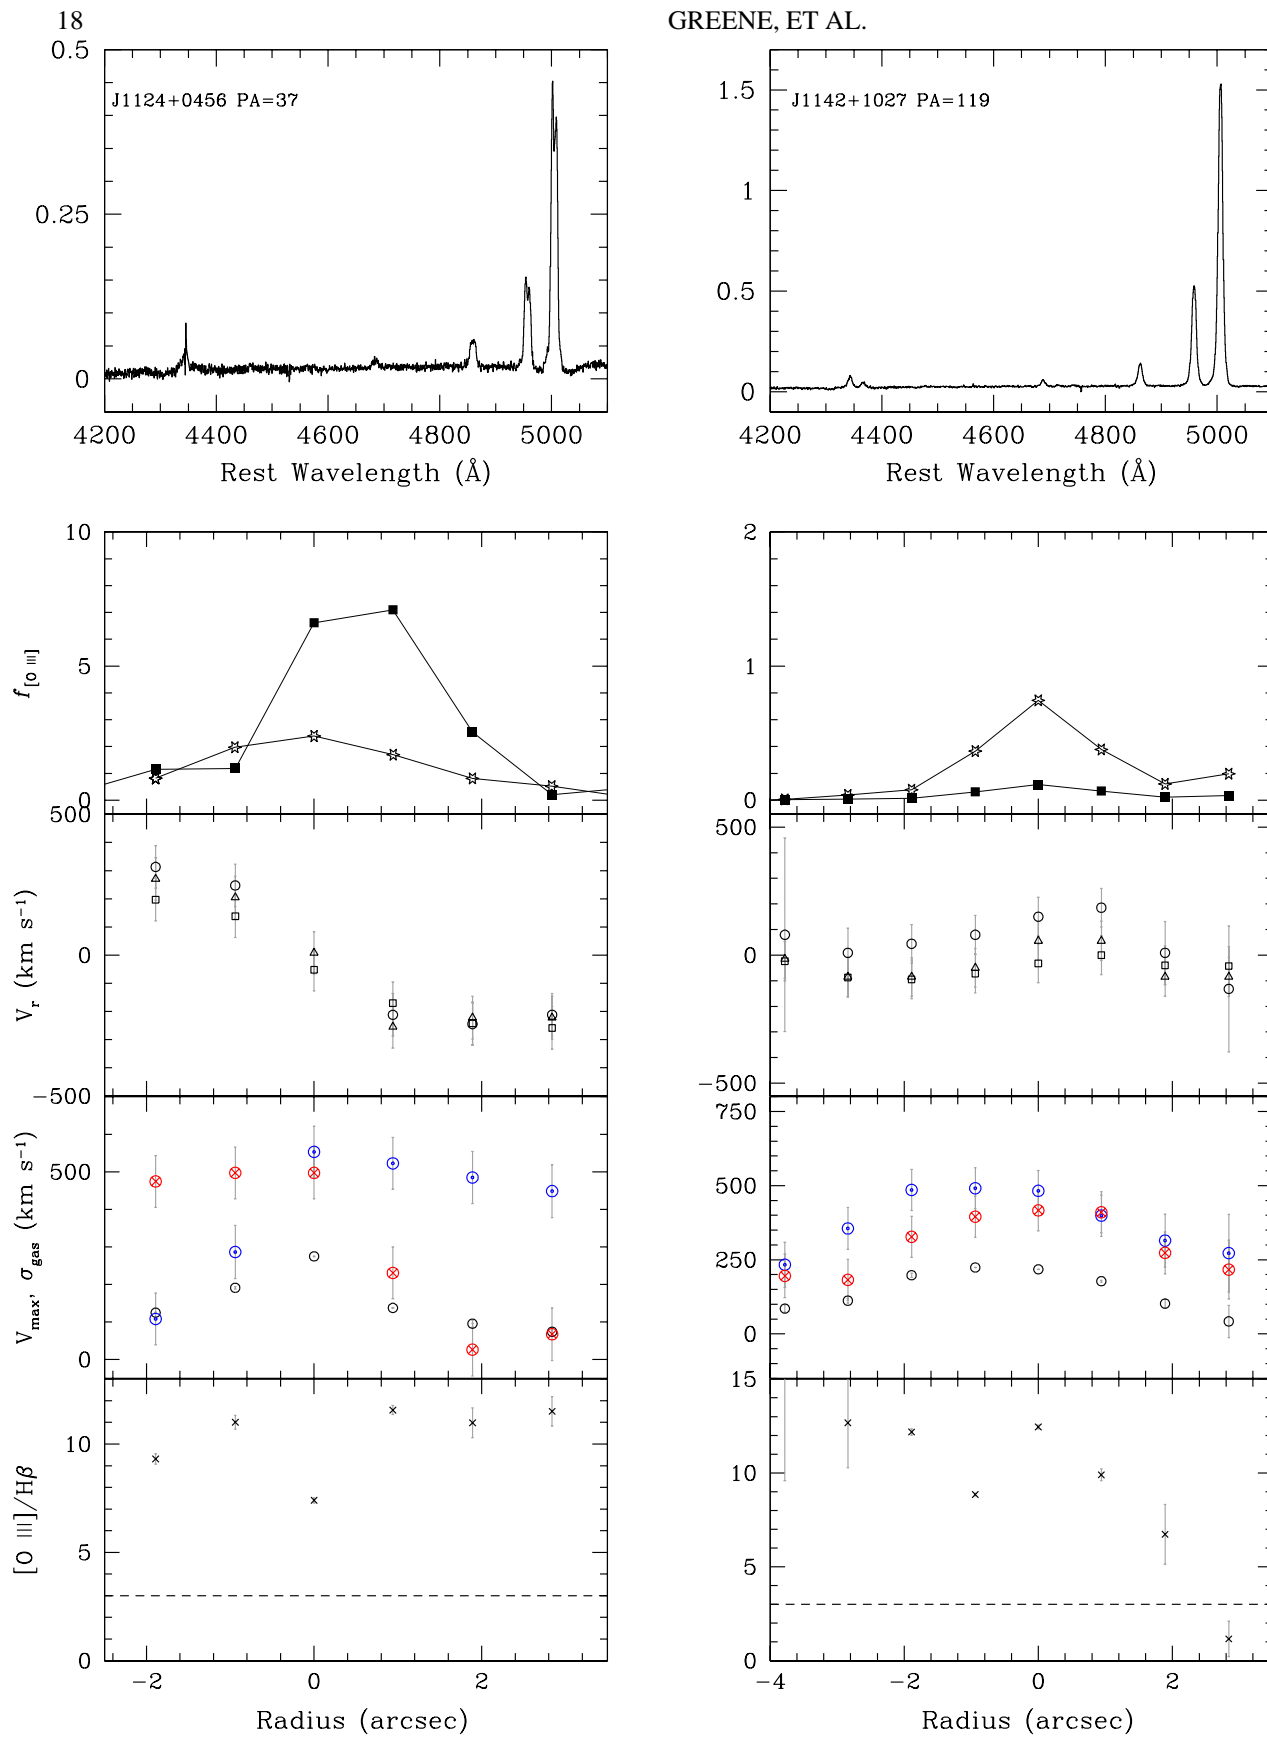 18
GREENE, ET AL.
0.5
0.25
0
J1124+0456 PA=37
4200 4400 4600 4800 5000
Rest Wavelength (Å)
1.5
1
0.5
0
J1142+1027 PA=119
4200 4400 4600 4800 5000
Rest Wavelength (Å)
10
5
0
f[O III]
2
1
0
500
0
−500
V_r (km s⁻¹)
500
0
−500
500
0
V_max, σ_gas (km s⁻¹)
750
500
250
0
10
5
0
[O III]/Hβ
−2 0 2
Radius (arcsec)
15
10
5
0
−4 −2 0 2
Radius (arcsec)